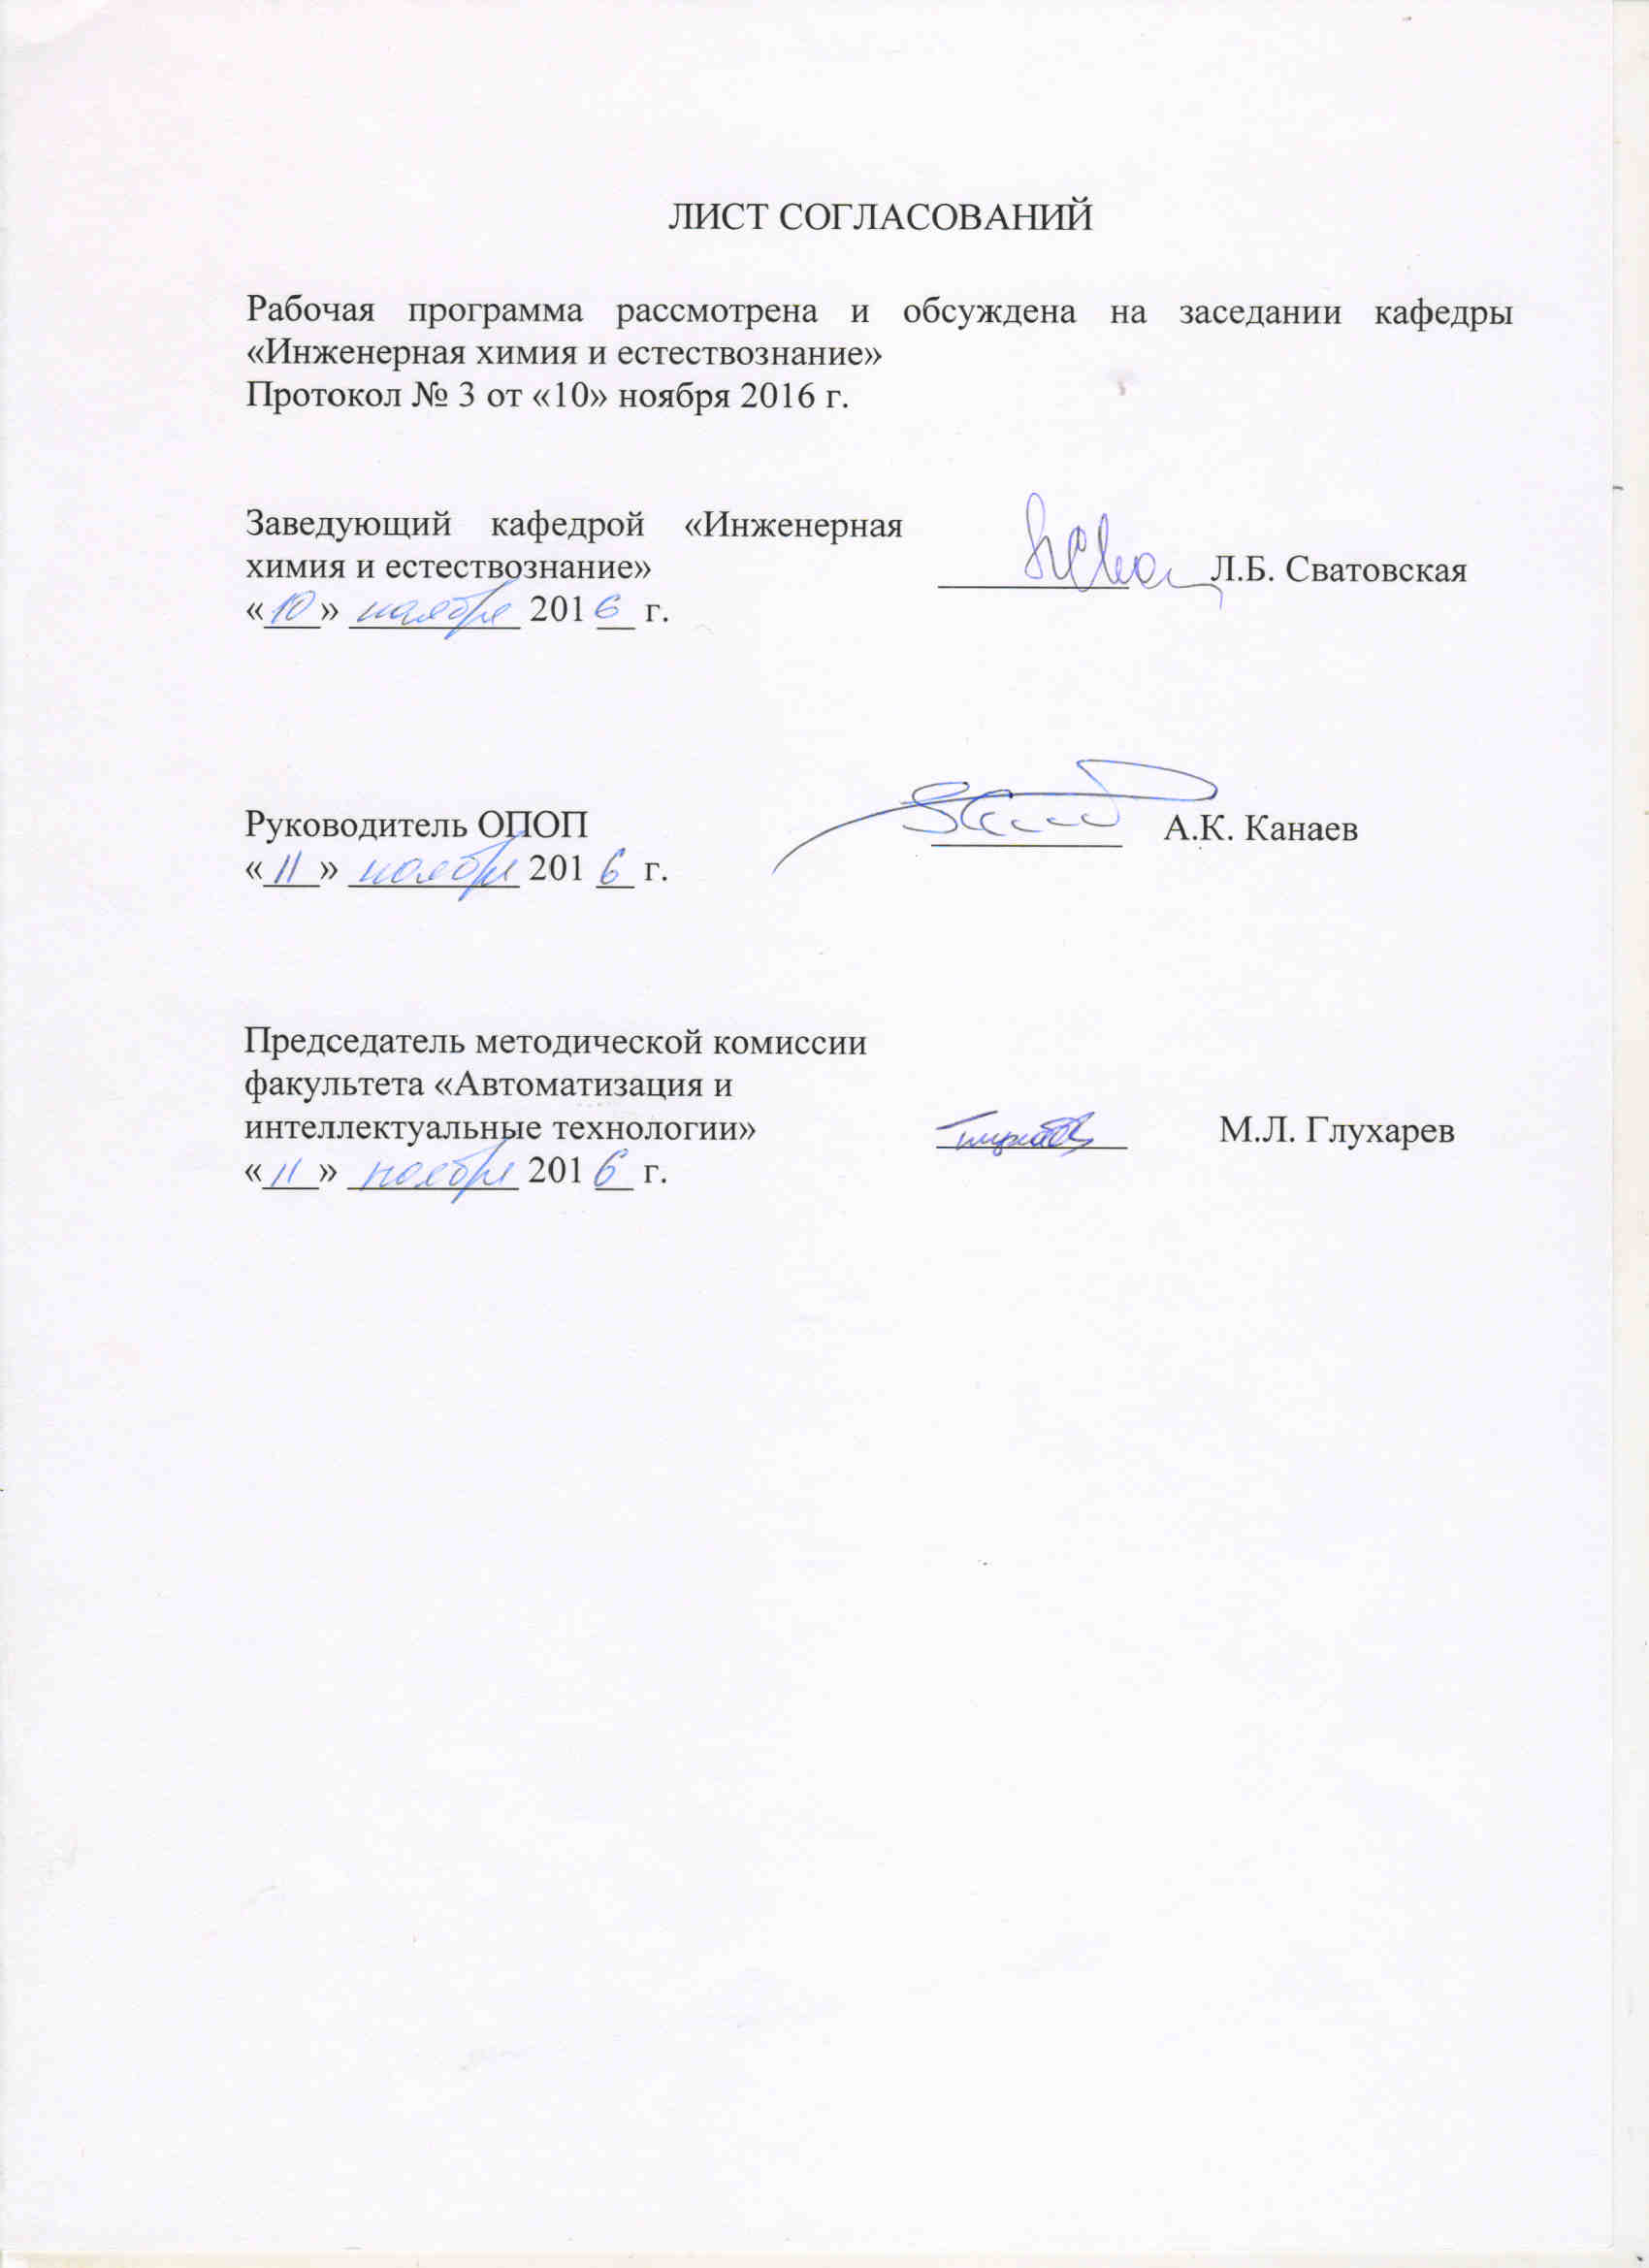 ЛИСТ СОГЛАСОВАНИЙ
Рабочая программа рассмотрена и обсуждена на заседании кафедры
«Инженерная химия и естествознание»
Протокол № 3 от «10» ноября 2016 г.
Заведующий кафедрой «Инженерная
химия и естествознание» Л.Б. Сватовская
«10» ноября 2016 г.
Руководитель ОПОП А.К. Канаев
«11» ноября 2016 г.
Председатель методической комиссии
факультета «Автоматизация и
интеллектуальные технологии» М.Л. Глухарев
«11» ноября 2016 г.